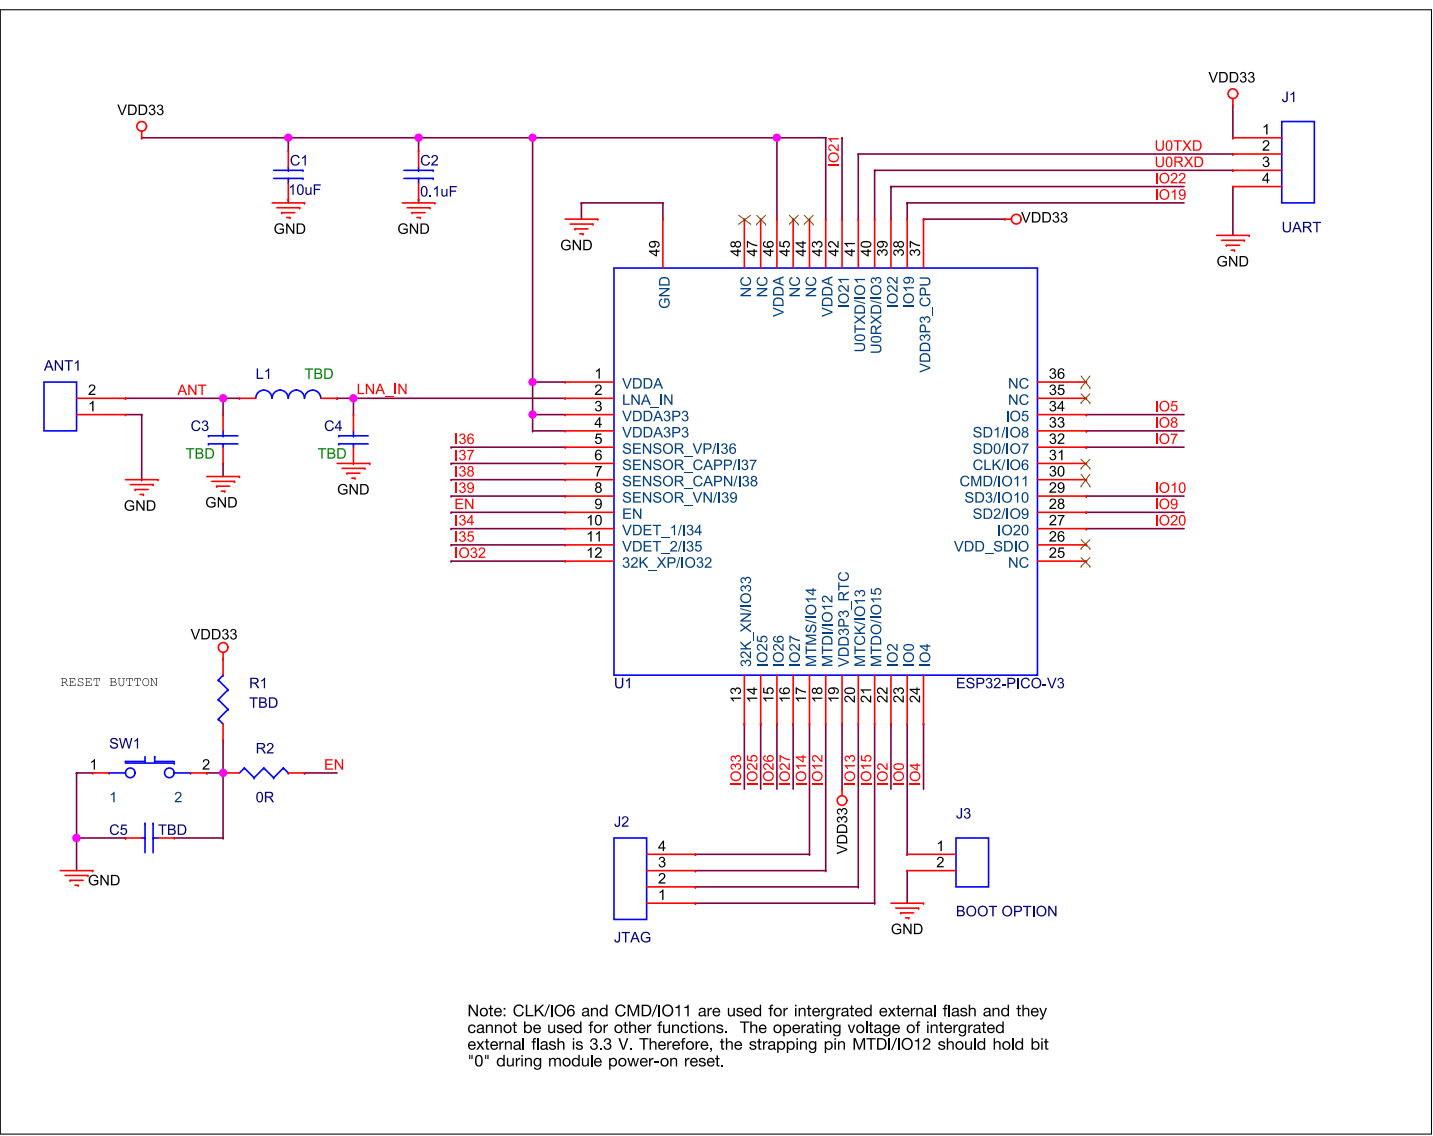 VDD33
C1
10uF
GND
C2
0.1uF
GND
GND
VDD33
J1
1
2
3
4
U0TXD
U0RXD
IO22
IO19
UART
GND
VDD33
IO21
49
48
47
46
45
44
43
42
41
40
39
38
37
GND
NC
NC
VDDA
NC
NC
VDDA
IO21
U0TXD/IO1
U0RXD/IO3
IO22
IO19
VDD3P3_CPU
ANT1
2
1
ANT
L1
TBD
LNA_IN
C3
TBD
GND
C4
TBD
GND
GND
1
2
3
4
5
6
7
8
9
10
11
12
I36
I37
I38
I39
EN
I34
I35
IO32
VDDA
LNA_IN
VDDA3P3
VDDA3P3
SENSOR_VP/I36
SENSOR_CAPP/I37
SENSOR_CAPN/I38
SENSOR_VN/I39
EN
VDET_1/I34
VDET_2/I35
32K_XP/IO32
NC
NC
IO5
SD1/IO8
SD0/IO7
CLK/IO6
CMD/IO11
SD3/IO10
SD2/IO9
IO20
VDD_SDIO
NC
36
35
34
33
32
31
30
29
28
27
26
25
IO5
IO8
IO7
IO10
IO9
IO20
32K_XN/IO33
IO25
IO26
IO27
MTMS/IO14
MTDI/IO12
VDD3P3_RTC
MTCK/IO13
MTDO/IO15
IO2
IO0
IO4
U1
ESP32-PICO-V3
13
14
15
16
17
18
19
20
21
22
23
24
IO33
IO25
IO26
IO27
IO14
IO12
IO13
IO15
IO2
IO0
IO4
VDD33
VDD33
RESET BUTTON
R1
TBD
SW1
1
2
1
2
R2
0R
EN
C5
TBD
GND
J2
4
3
2
1
JTAG
J3
1
2
BOOT OPTION
GND
Note: CLK/IO6 and CMD/IO11 are used for intergrated external flash and they
cannot be used for other functions. The operating voltage of intergrated
external flash is 3.3 V. Therefore, the strapping pin MTDI/IO12 should hold bit
"0" during module power-on reset.